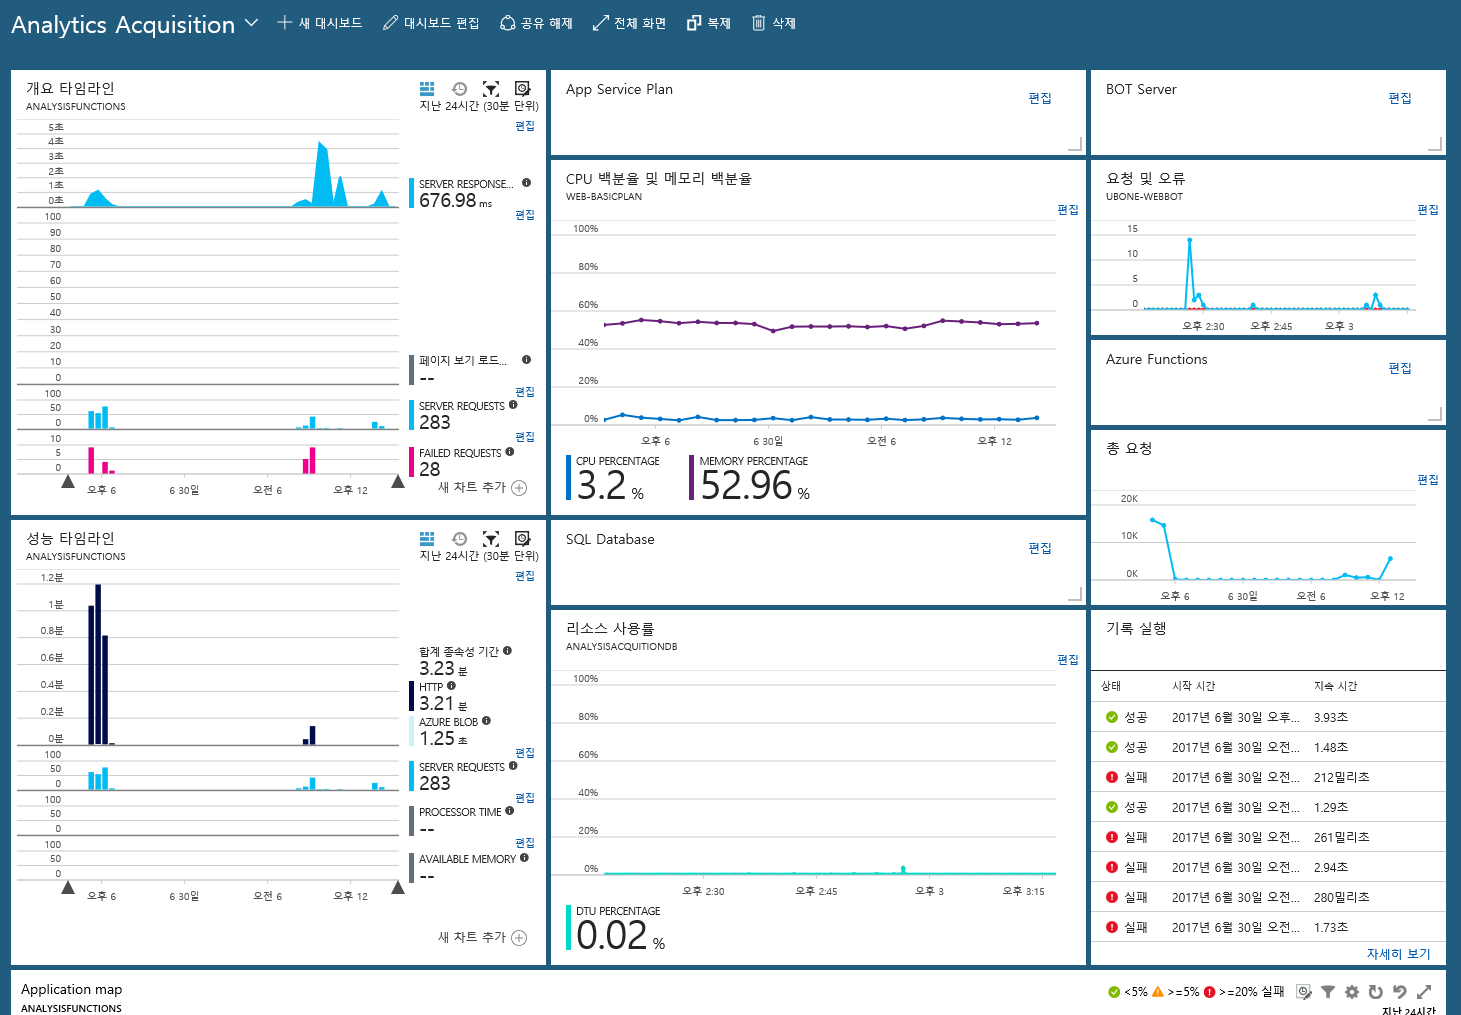 Analytics Acquisition
새 대시보드
대시보드 편집
공유 해제
전체 화면
복제
삭제
개요 타임라인
ANALYSISFUNCTIONS
지난 24시간 (30분 단위)
편집
5초
4초
3초
2초
1초
0초
SERVER RESPONSE...
676.98 ms
편집
100
90
80
70
60
50
40
30
20
10
0
페이지 보기 로드...
--
편집
100
50
0
SERVER REQUESTS
283
편집
10
5
0
FAILED REQUESTS
28
오후 6
6 30일
오전 6
오후 12
새 차트 추가
성능 타임라인
ANALYSISFUNCTIONS
지난 24시간 (30분 단위)
편집
1.2분
1분
0.8분
0.6분
0.4분
0.2분
0분
합계 종속성 기간
3.23 분
HTTP
3.21 분
AZURE BLOB
1.25 초
편집
100
50
0
SERVER REQUESTS
283
편집
100
50
0
PROCESSOR TIME
--
편집
100
50
0
AVAILABLE MEMORY
--
오후 6
6 30일
오전 6
오후 12
새 차트 추가
App Service Plan
편집
CPU 백분율 및 메모리 백분율
WEB-BASICPLAN
편집
100%
80%
60%
40%
20%
0%
오후 6
6 30일
오전 6
오후 12
CPU PERCENTAGE
3.2 %
MEMORY PERCENTAGE
52.96 %
SQL Database
편집
리소스 사용률
ANALYSISACQUITIONDB
편집
100%
80%
60%
40%
20%
0%
오후 2:30
오후 2:45
오후 3
오후 3:15
DTU PERCENTAGE
0.02 %
BOT Server
편집
요청 및 오류
UBONE-WEBBOT
편집
15
10
5
0
오후 2:30
오후 2:45
오후 3
Azure Functions
편집
총 요청
편집
20K
10K
0K
오후 6
6 30일
오전 6
오후 12
기록 실행
상태 시작 시간 지속 시간
성공 2017년 6월 30일 오후... 3.93초
성공 2017년 6월 30일 오전... 1.48초
실패 2017년 6월 30일 오전... 212밀리초
성공 2017년 6월 30일 오전... 1.29초
실패 2017년 6월 30일 오전... 261밀리초
실패 2017년 6월 30일 오전... 2.94초
실패 2017년 6월 30일 오전... 280밀리초
실패 2017년 6월 30일 오전... 1.73초
자세히 보기
Application map
ANALYSISFUNCTIONS
<5% >=5% >=20% 실패
지난 24시간